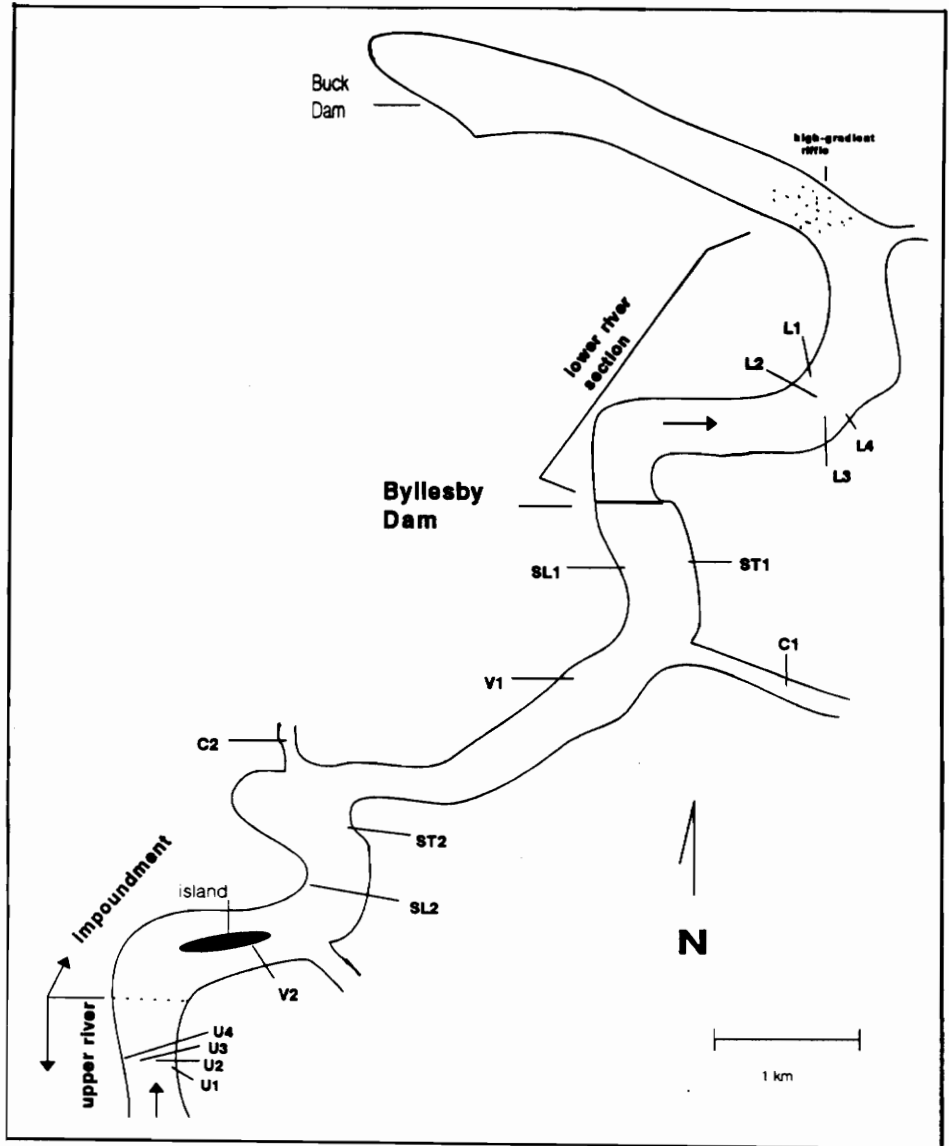 Buck
Dam
high-gradient
riffle
lower river
section
L1
L2
L4
L3
Byllesby
Dam
SL1
ST1
C1
V1
C2
ST2
Impoundment
island
SL2
N
V2
upper river
U4
U3
U2
U1
1 km